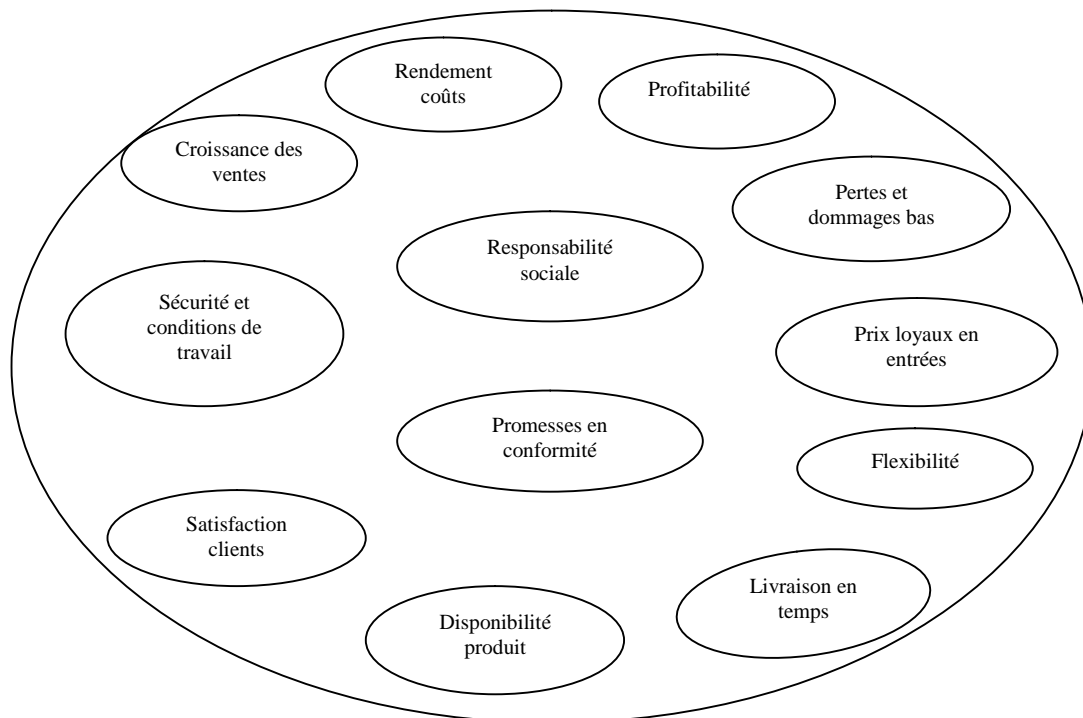 Rendement
coûts
Profitabilité
Croissance des
ventes
Pertes et
dommages bas
Responsabilité
sociale
Sécurité et
conditions de
travail
Prix loyaux en
entrées
Promesses en
conformité
Flexibilité
Satisfaction
clients
Livraison en
temps
Disponibilité
produit